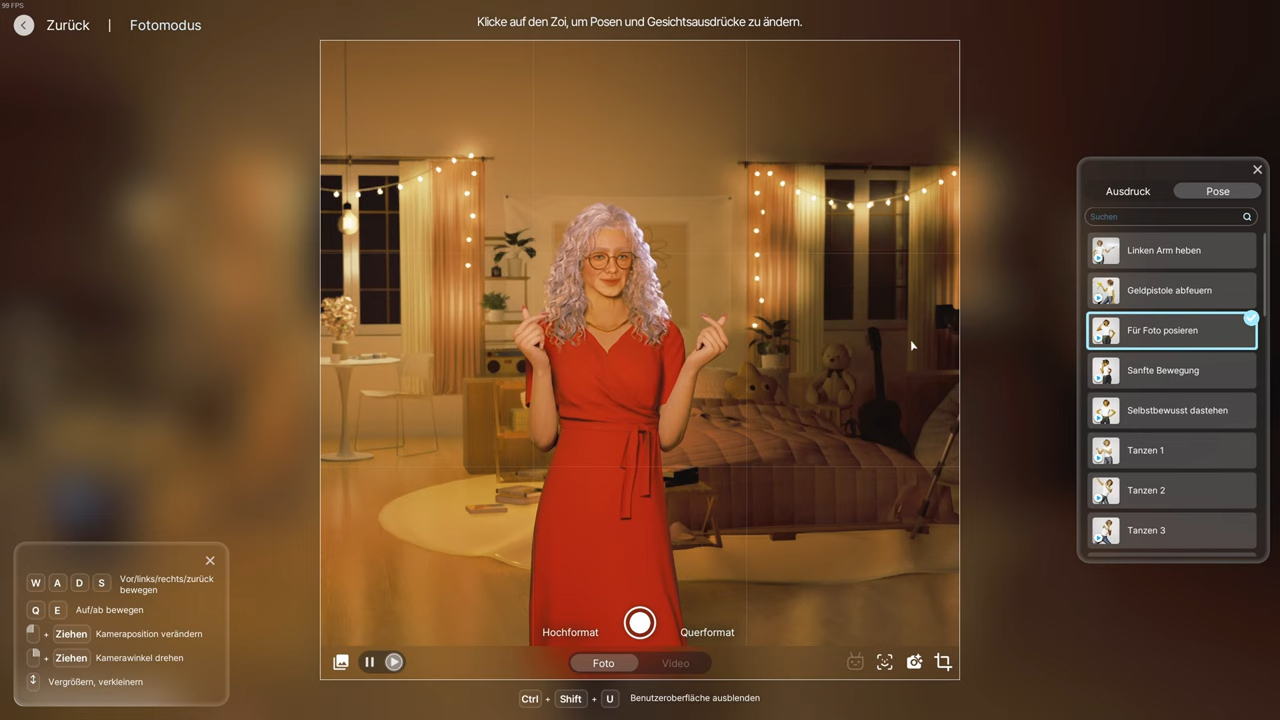 99 FPS
Zurück | Fotomodus
Klicke auf den Zoi, um Posen und Gesichtsausdrücke zu ändern.
Ausdruck Pose
Suchen
Linken Arm heben
Geldpistole abfeuern
Für Foto posieren
Sanfte Bewegung
Selbstbewusst dastehen
Tanzen 1
Tanzen 2
Tanzen 3
W A D S Vor/links/rechts/zurück
bewegen
Q E Auf/ab bewegen
+ Ziehen Kameraposition verändern
+ Ziehen Kamerawinkel drehen
Vergrößern, verkleinern
Hochformat Querformat
Foto Video
Ctrl + Shift + U Benutzeroberfläche ausblenden